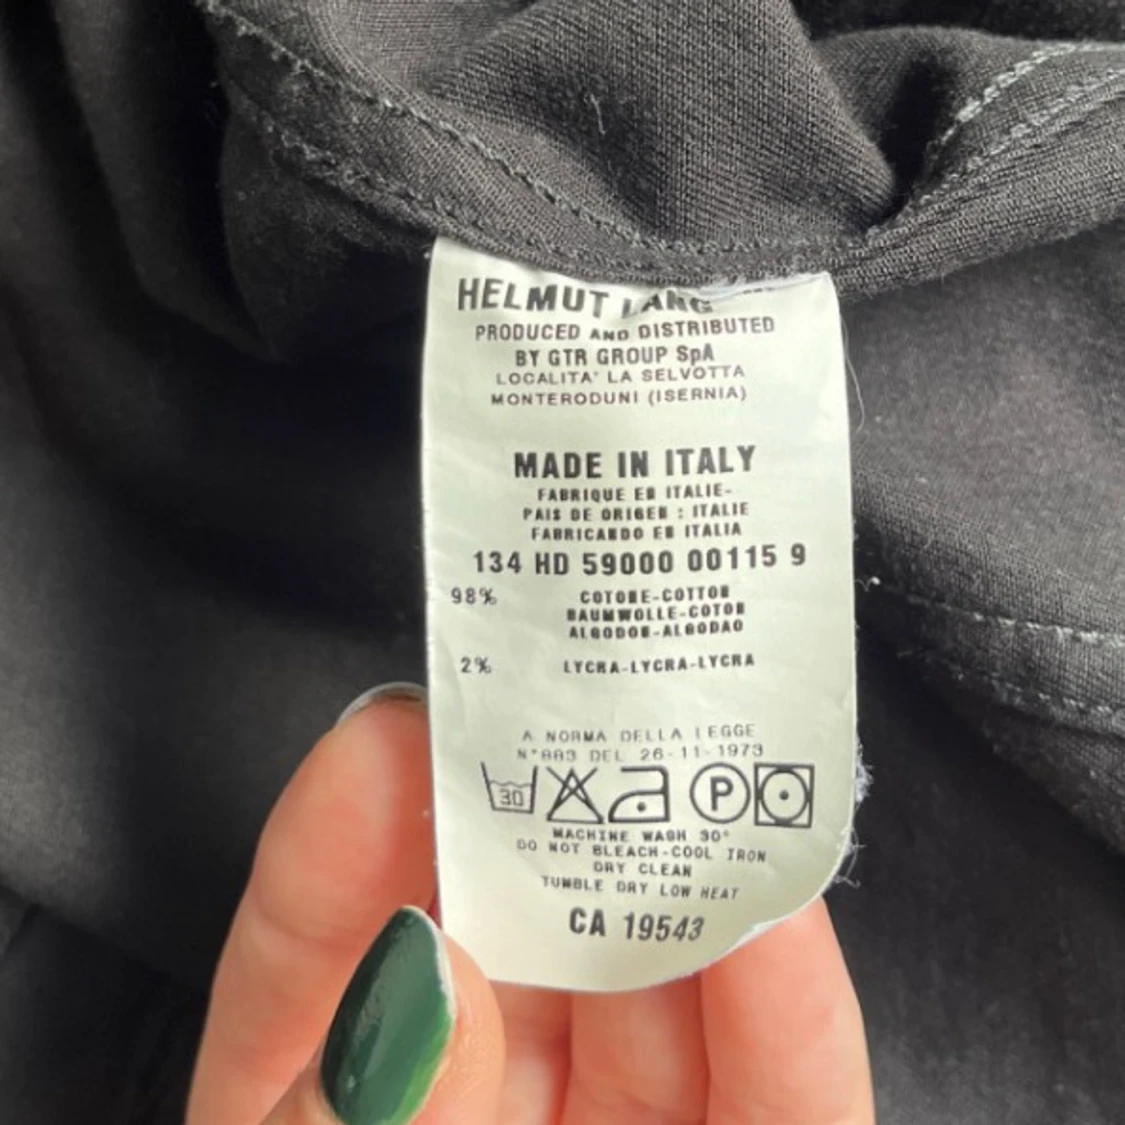 HELMUT LANG
PRODUCED AND DISTRIBUTED
BY GTR GROUP SpA
LOCALITA' LA SELVOTTA
MONTERODUNI (ISERNIA)
MADE IN ITALY
FABRIQUE EN ITALIE-
PAIS DE ORIGEN : ITALIE
FABRICANDO EN ITALIA
134 HD 59000 00115 9
98% COTONE-COTTON
BAUMWOLLE-COTON
ALGODON-ALGODAO
2% LYCRA-LYCRA-LYCRA
A NORMA DELLA LEGGE
N°883 DEL 26-11-1973
30 P
MACHINE WASH 30°
DO NOT BLEACH-COOL IRON
DRY CLEAN
TUMBLE DRY LOW HEAT
CA 19543